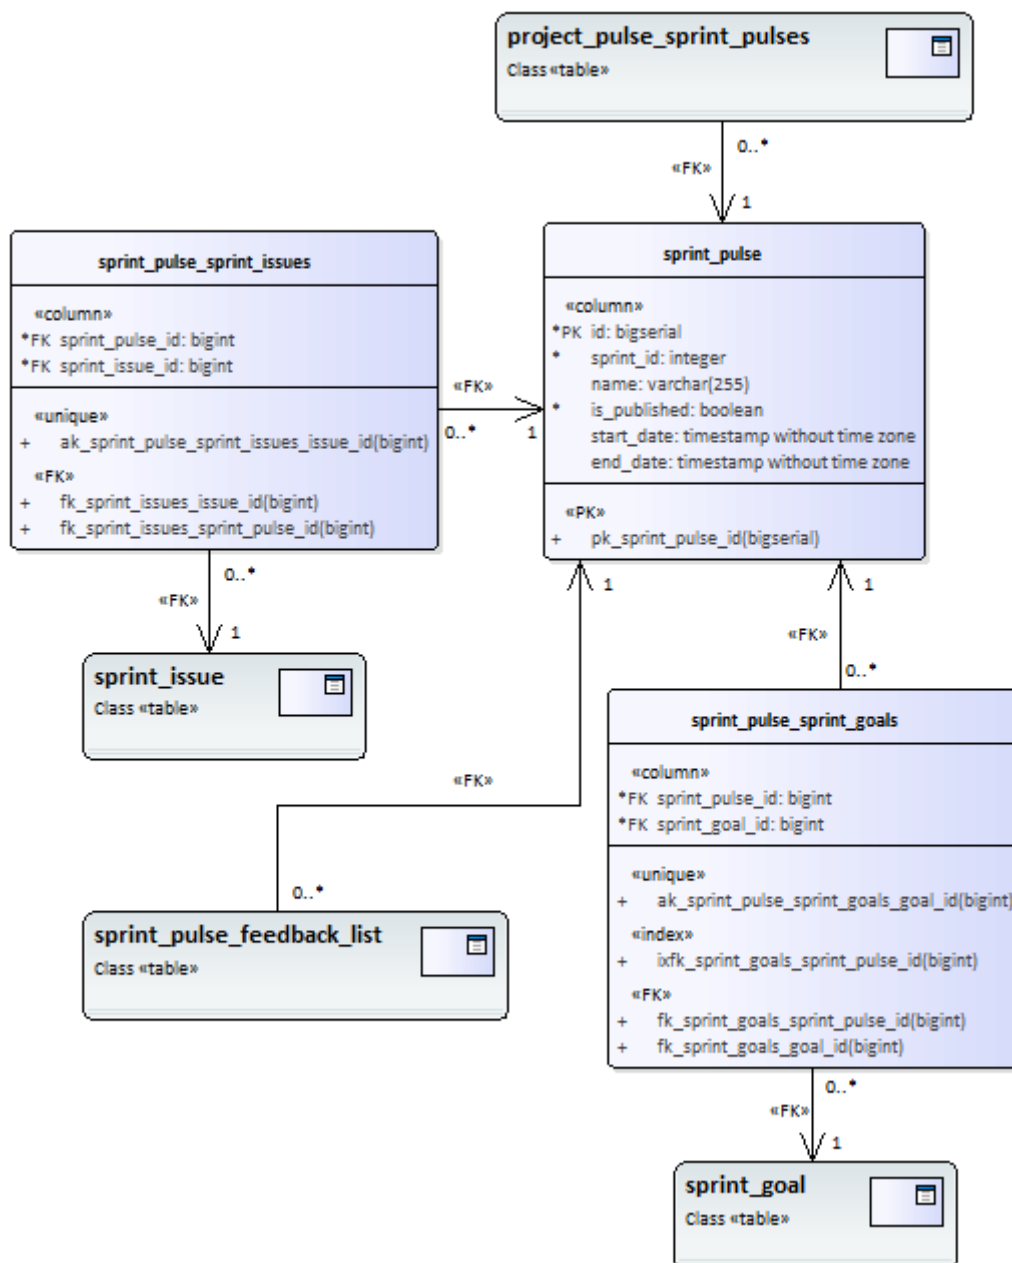 project_pulse_sprint_pulses
Class «table»
0..*
«FK»
1
sprint_pulse_sprint_issues
«column»
*FK sprint_pulse_id: bigint
*FK sprint_issue_id: bigint
«unique»
+ ak_sprint_pulse_sprint_issues_issue_id(bigint)
«FK»
+ fk_sprint_issues_issue_id(bigint)
+ fk_sprint_issues_sprint_pulse_id(bigint)
«FK»
0..*
1
sprint_pulse
«column»
*PK id: bigserial
* sprint_id: integer
name: varchar(255)
* is_published: boolean
start_date: timestamp without time zone
end_date: timestamp without time zone
«PK»
+ pk_sprint_pulse_id(bigserial)
0..*
«FK»
1
sprint_issue
Class «table»
1
«FK»
0..*
sprint_pulse_feedback_list
Class «table»
1
«FK»
0..*
sprint_pulse_sprint_goals
«column»
*FK sprint_pulse_id: bigint
*FK sprint_goal_id: bigint
«unique»
+ ak_sprint_pulse_sprint_goals_goal_id(bigint)
«index»
+ ixfk_sprint_goals_sprint_pulse_id(bigint)
«FK»
+ fk_sprint_goals_sprint_pulse_id(bigint)
+ fk_sprint_goals_goal_id(bigint)
0..*
«FK»
1
sprint_goal
Class «table»